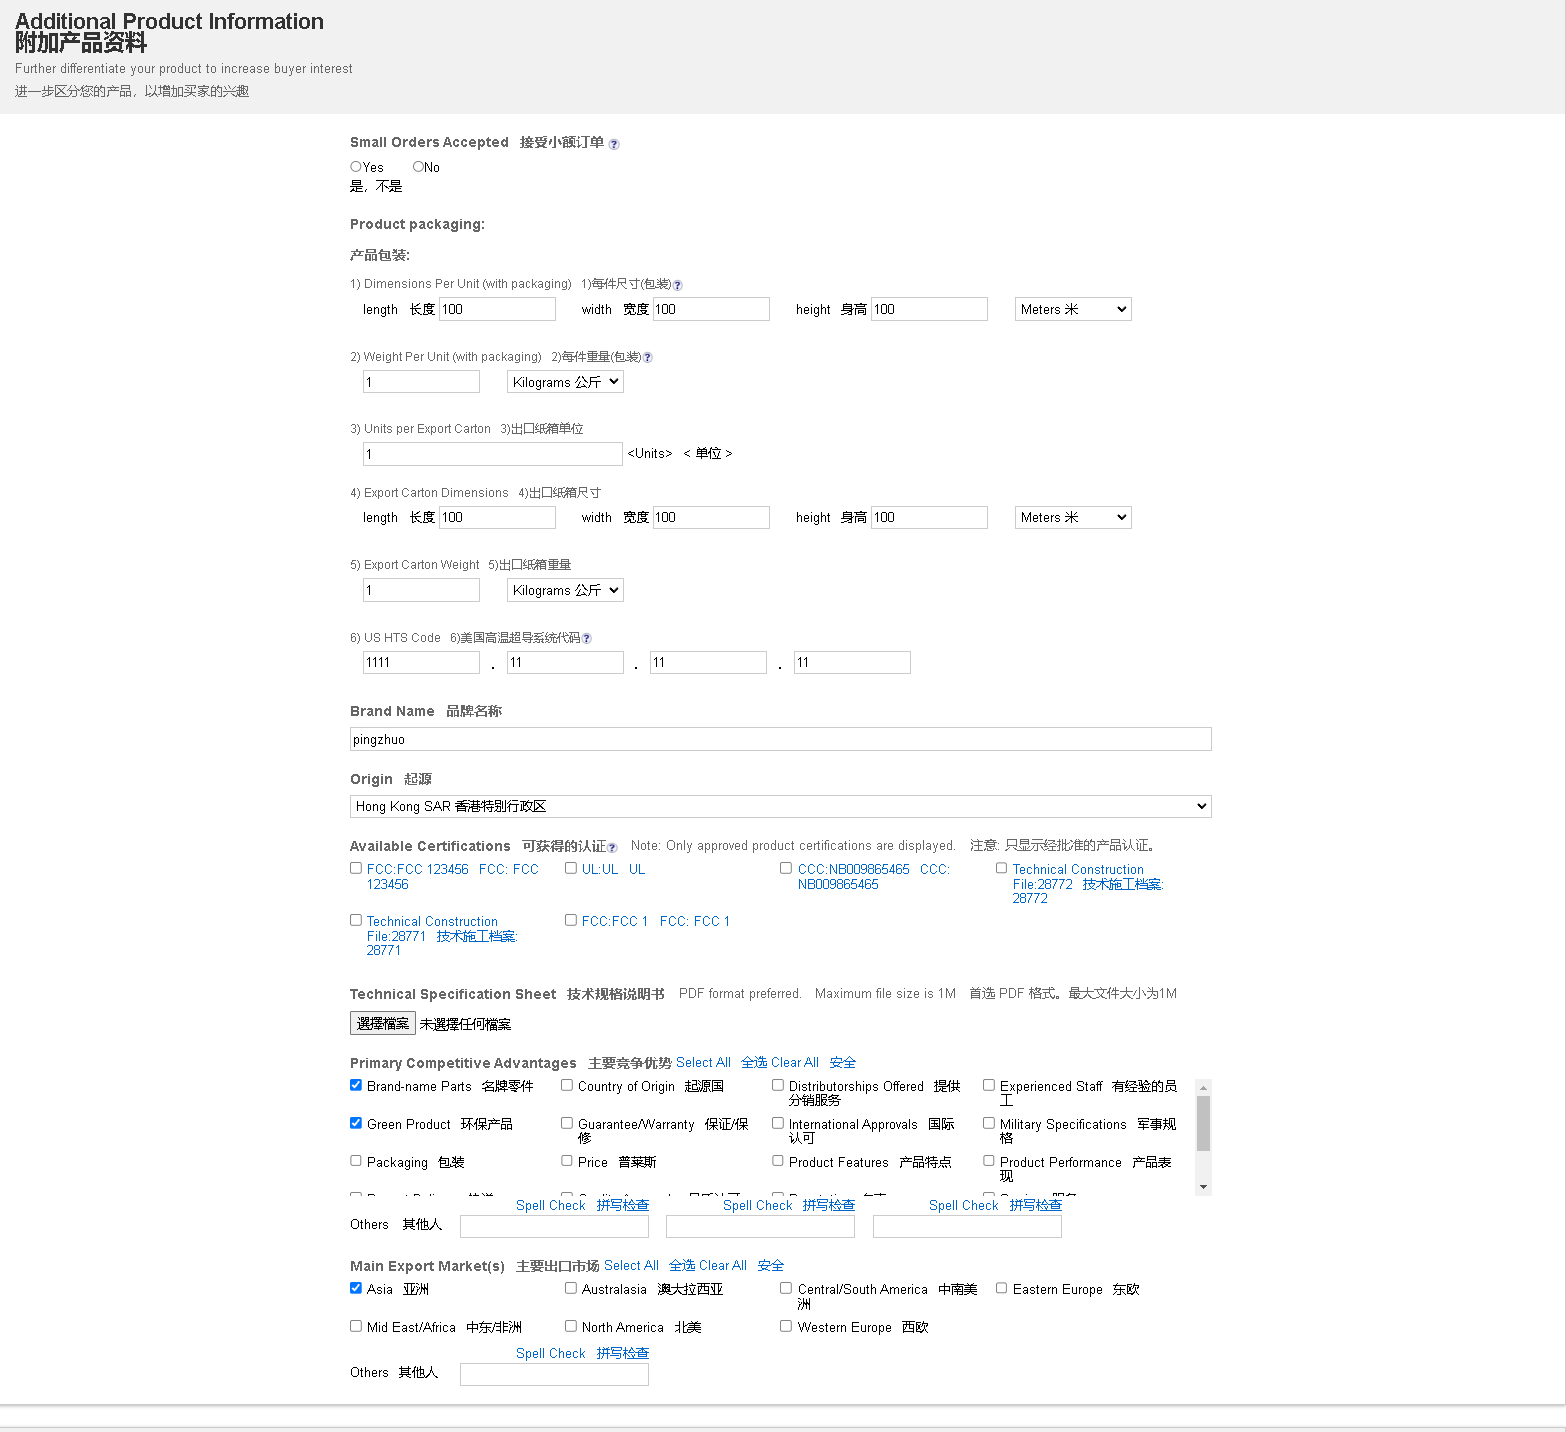 Additional Product Information
附加产品资料
Further differentiate your product to increase buyer interest
进一步区分您的产品，以增加买家的兴趣
Small Orders Accepted 接受小额订单 ?
Yes No
是，不是
Product packaging:
产品包装:
1) Dimensions Per Unit (with packaging) 1)每件尺寸(包装) ?
length 长度 100 width 宽度 100 height 身高 100 Meters 米
2) Weight Per Unit (with packaging) 2)每件重量(包装) ?
1 Kilograms 公斤
3) Units per Export Carton 3)出口纸箱单位
1 <Units> < 单位 >
4) Export Carton Dimensions 4)出口纸箱尺寸
length 长度 100 width 宽度 100 height 身高 100 Meters 米
5) Export Carton Weight 5)出口纸箱重量
1 Kilograms 公斤
6) US HTS Code 6)美国高温超导系统代码 ?
1111 . 11 . 11 . 11
Brand Name 品牌名称
pingzhuo
Origin 起源
Hong Kong SAR 香港特别行政区
Available Certifications 可获得的认证 ? Note: Only approved product certifications are displayed. 注意: 只显示经批准的产品认证。
FCC:FCC 123456 FCC: FCC UL:UL UL CCC:NB009865465 CCC: Technical Construction
123456 NB009865465 File:28772 技术施工档案:
28772
Technical Construction FCC:FCC 1 FCC: FCC 1
File:28771 技术施工档案:
28771
Technical Specification Sheet 技术规格说明书 PDF format preferred. Maximum file size is 1M 首选 PDF 格式。最大文件大小为1M
選擇檔案 未選擇任何檔案
Primary Competitive Advantages 主要竞争优势 Select All 全选 Clear All 安全
Brand-name Parts 名牌零件 Country of Origin 起源国 Distributorships Offered 提供 Experienced Staff 有经验的员
分销服务 工
Green Product 环保产品 Guarantee/Warranty 保证/保 International Approvals 国际 Military Specifications 军事规
修 认可 格
Packaging 包装 Price 普莱斯 Product Features 产品特点 Product Performance 产品表
现
Spell Check 拼写检查 Spell Check 拼写检查 Spell Check 拼写检查
Others 其他人
Main Export Market(s) 主要出口市场 Select All 全选 Clear All 安全
Asia 亚洲 Australasia 澳大拉西亚 Central/South America 中南美 Eastern Europe 东欧
洲
Mid East/Africa 中东/非洲 North America 北美 Western Europe 西欧
Spell Check 拼写检查
Others 其他人